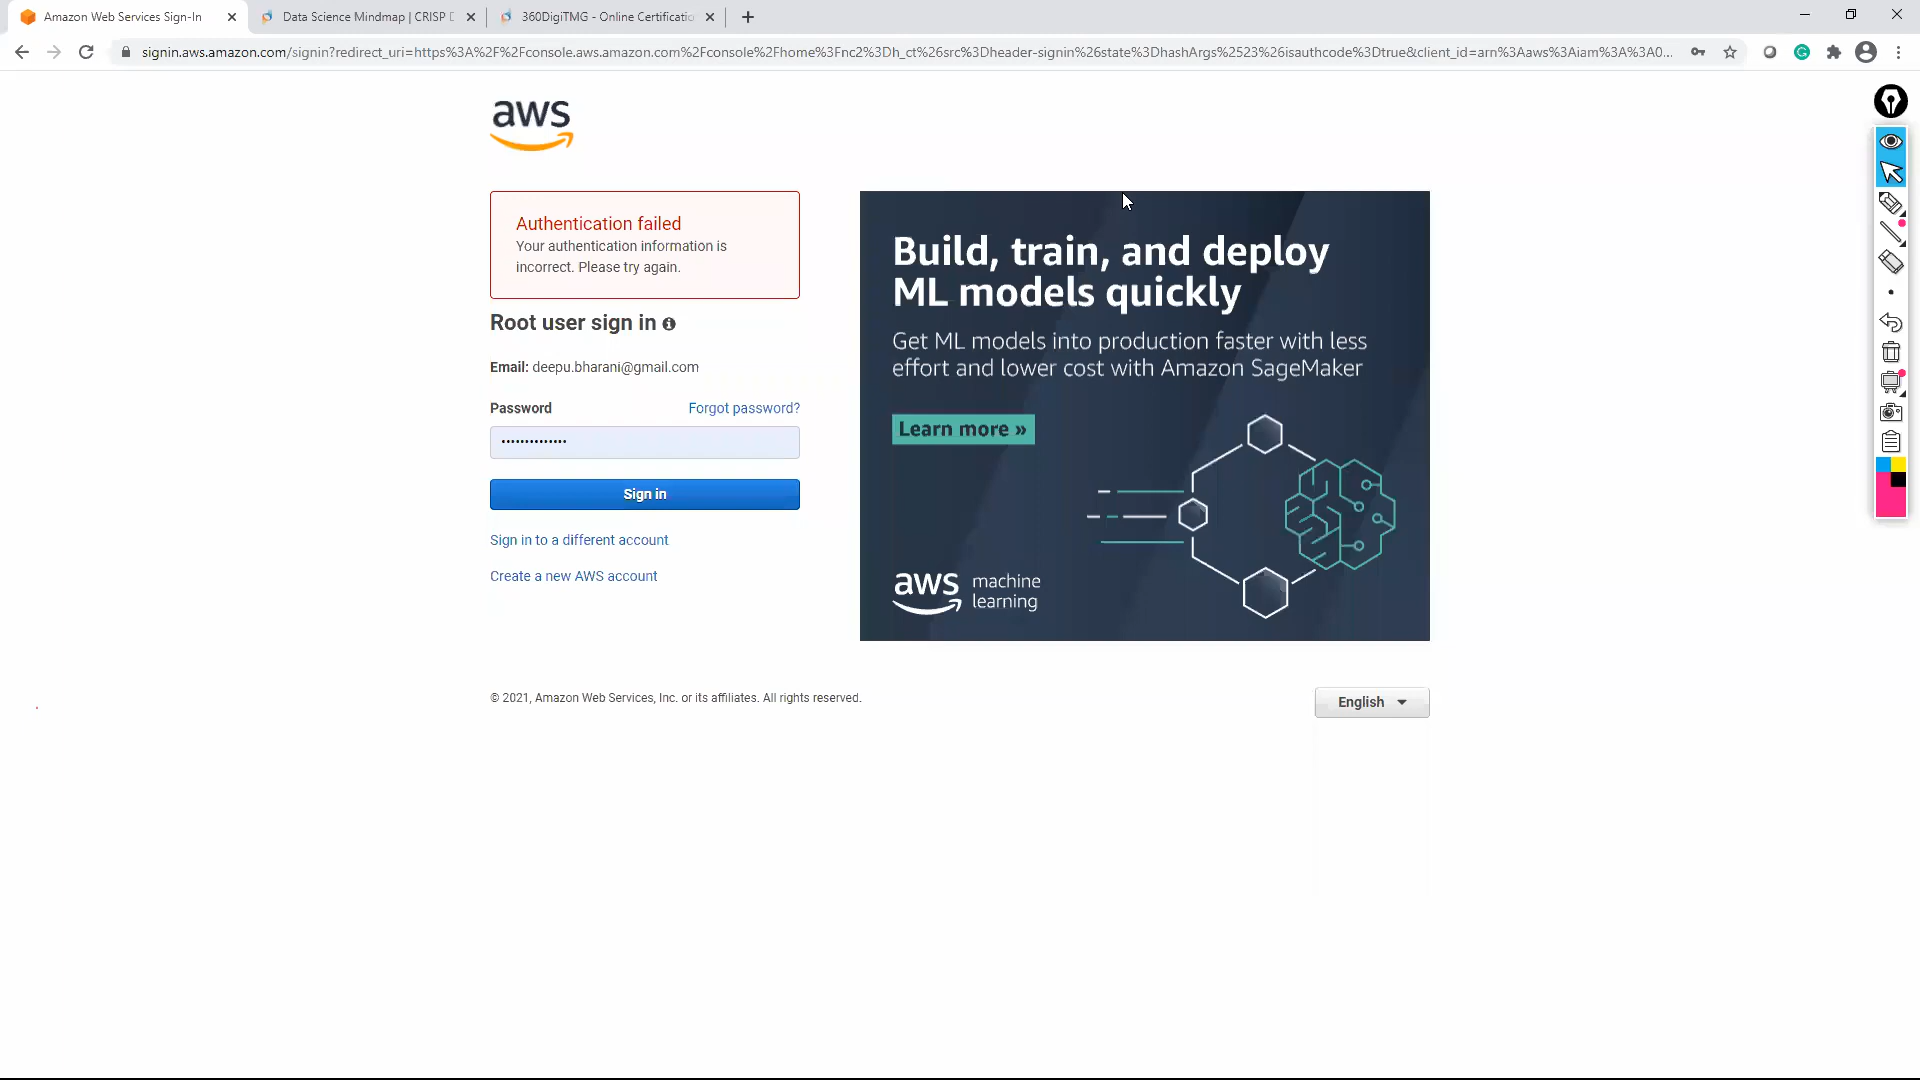 Amazon Web Services Sign-In
Data Science Mindmap | CRISP
360DigiTMG - Online Certificatio
signin.aws.amazon.com/signin?redirect_uri=https%3A%2F%2Fconsole.aws.amazon.com%2Fconsole%2Fhome%3Fnc2%3Dh_ct%26src%3Dheader-signin%26state%3DhashArgs%2523%26isauthcode%3Dtrue&client_id=arn%3Aaws%3Aiam%3A%3A0...
aws
Authentication failed
Your authentication information is
incorrect. Please try again.
Root user sign in
Email: deepu.bharani@gmail.com
Password
Forgot password?
Sign in
Sign in to a different account
Create a new AWS account
Build, train, and deploy
ML models quickly
Get ML models into production faster with less
effort and lower cost with Amazon SageMaker
Learn more »
aws machine
learning
© 2021, Amazon Web Services, Inc. or its affiliates. All rights reserved.
English